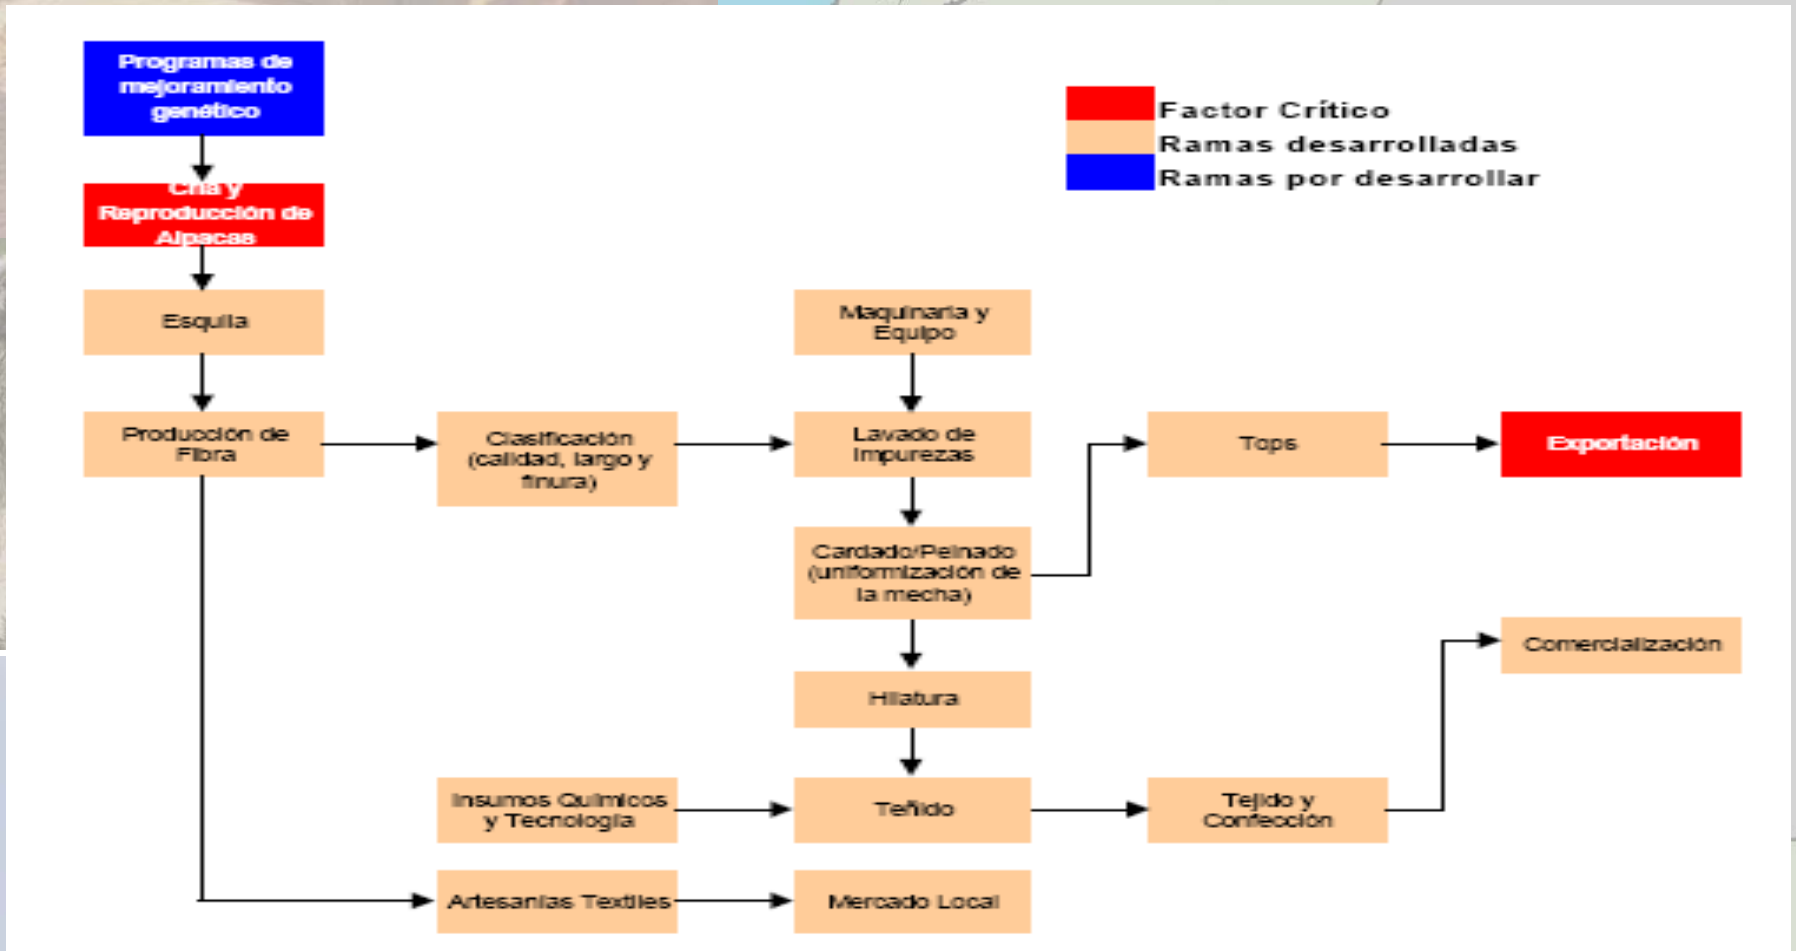 Programas de
mejoramiento
genético
Factor Crítico
Ramas desarrolladas
Ramas por desarrollar
Cría y
Reproducción de
Alpacas
Esquila
Maquinaria y
Equipo
Producción de
Fibra
Clasificación
(calidad, largo y
finura)
Lavado de
Impurezas
Tops
Exportación
Cardado/Peinado
(uniformización de
la mecha)
Comercialización
Hilatura
Insumos Químicos
y Tecnología
Teñido
Tejido y
Confección
Artesanías Textiles
Mercado Local